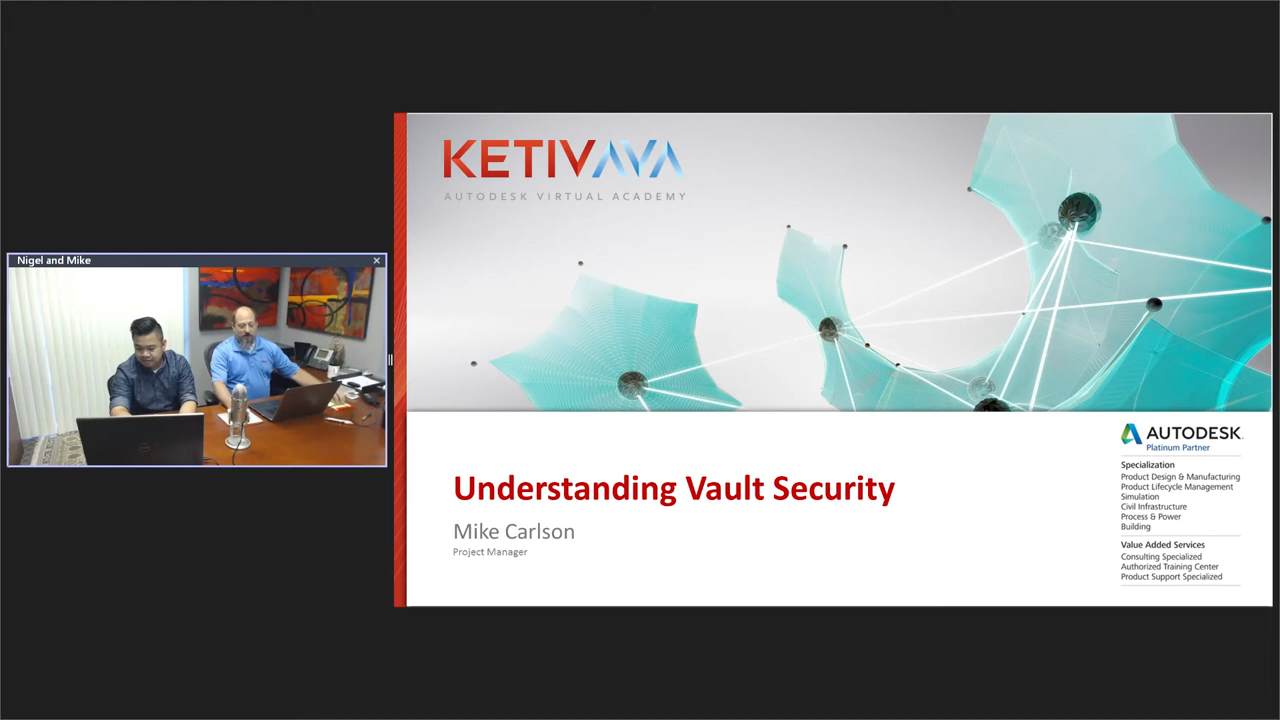 Nigel and Mike
KETIVAVA
AUTODESK VIRTUAL ACADEMY
Understanding Vault Security
Mike Carlson
Project Manager
AUTODESK.
Platinum Partner
Specialization
Product Design & Manufacturing
Product Lifecycle Management
Simulation
Civil Infrastructure
Process & Power
Building
Value Added Services
Consulting Specialized
Authorized Training Center
Product Support Specialized